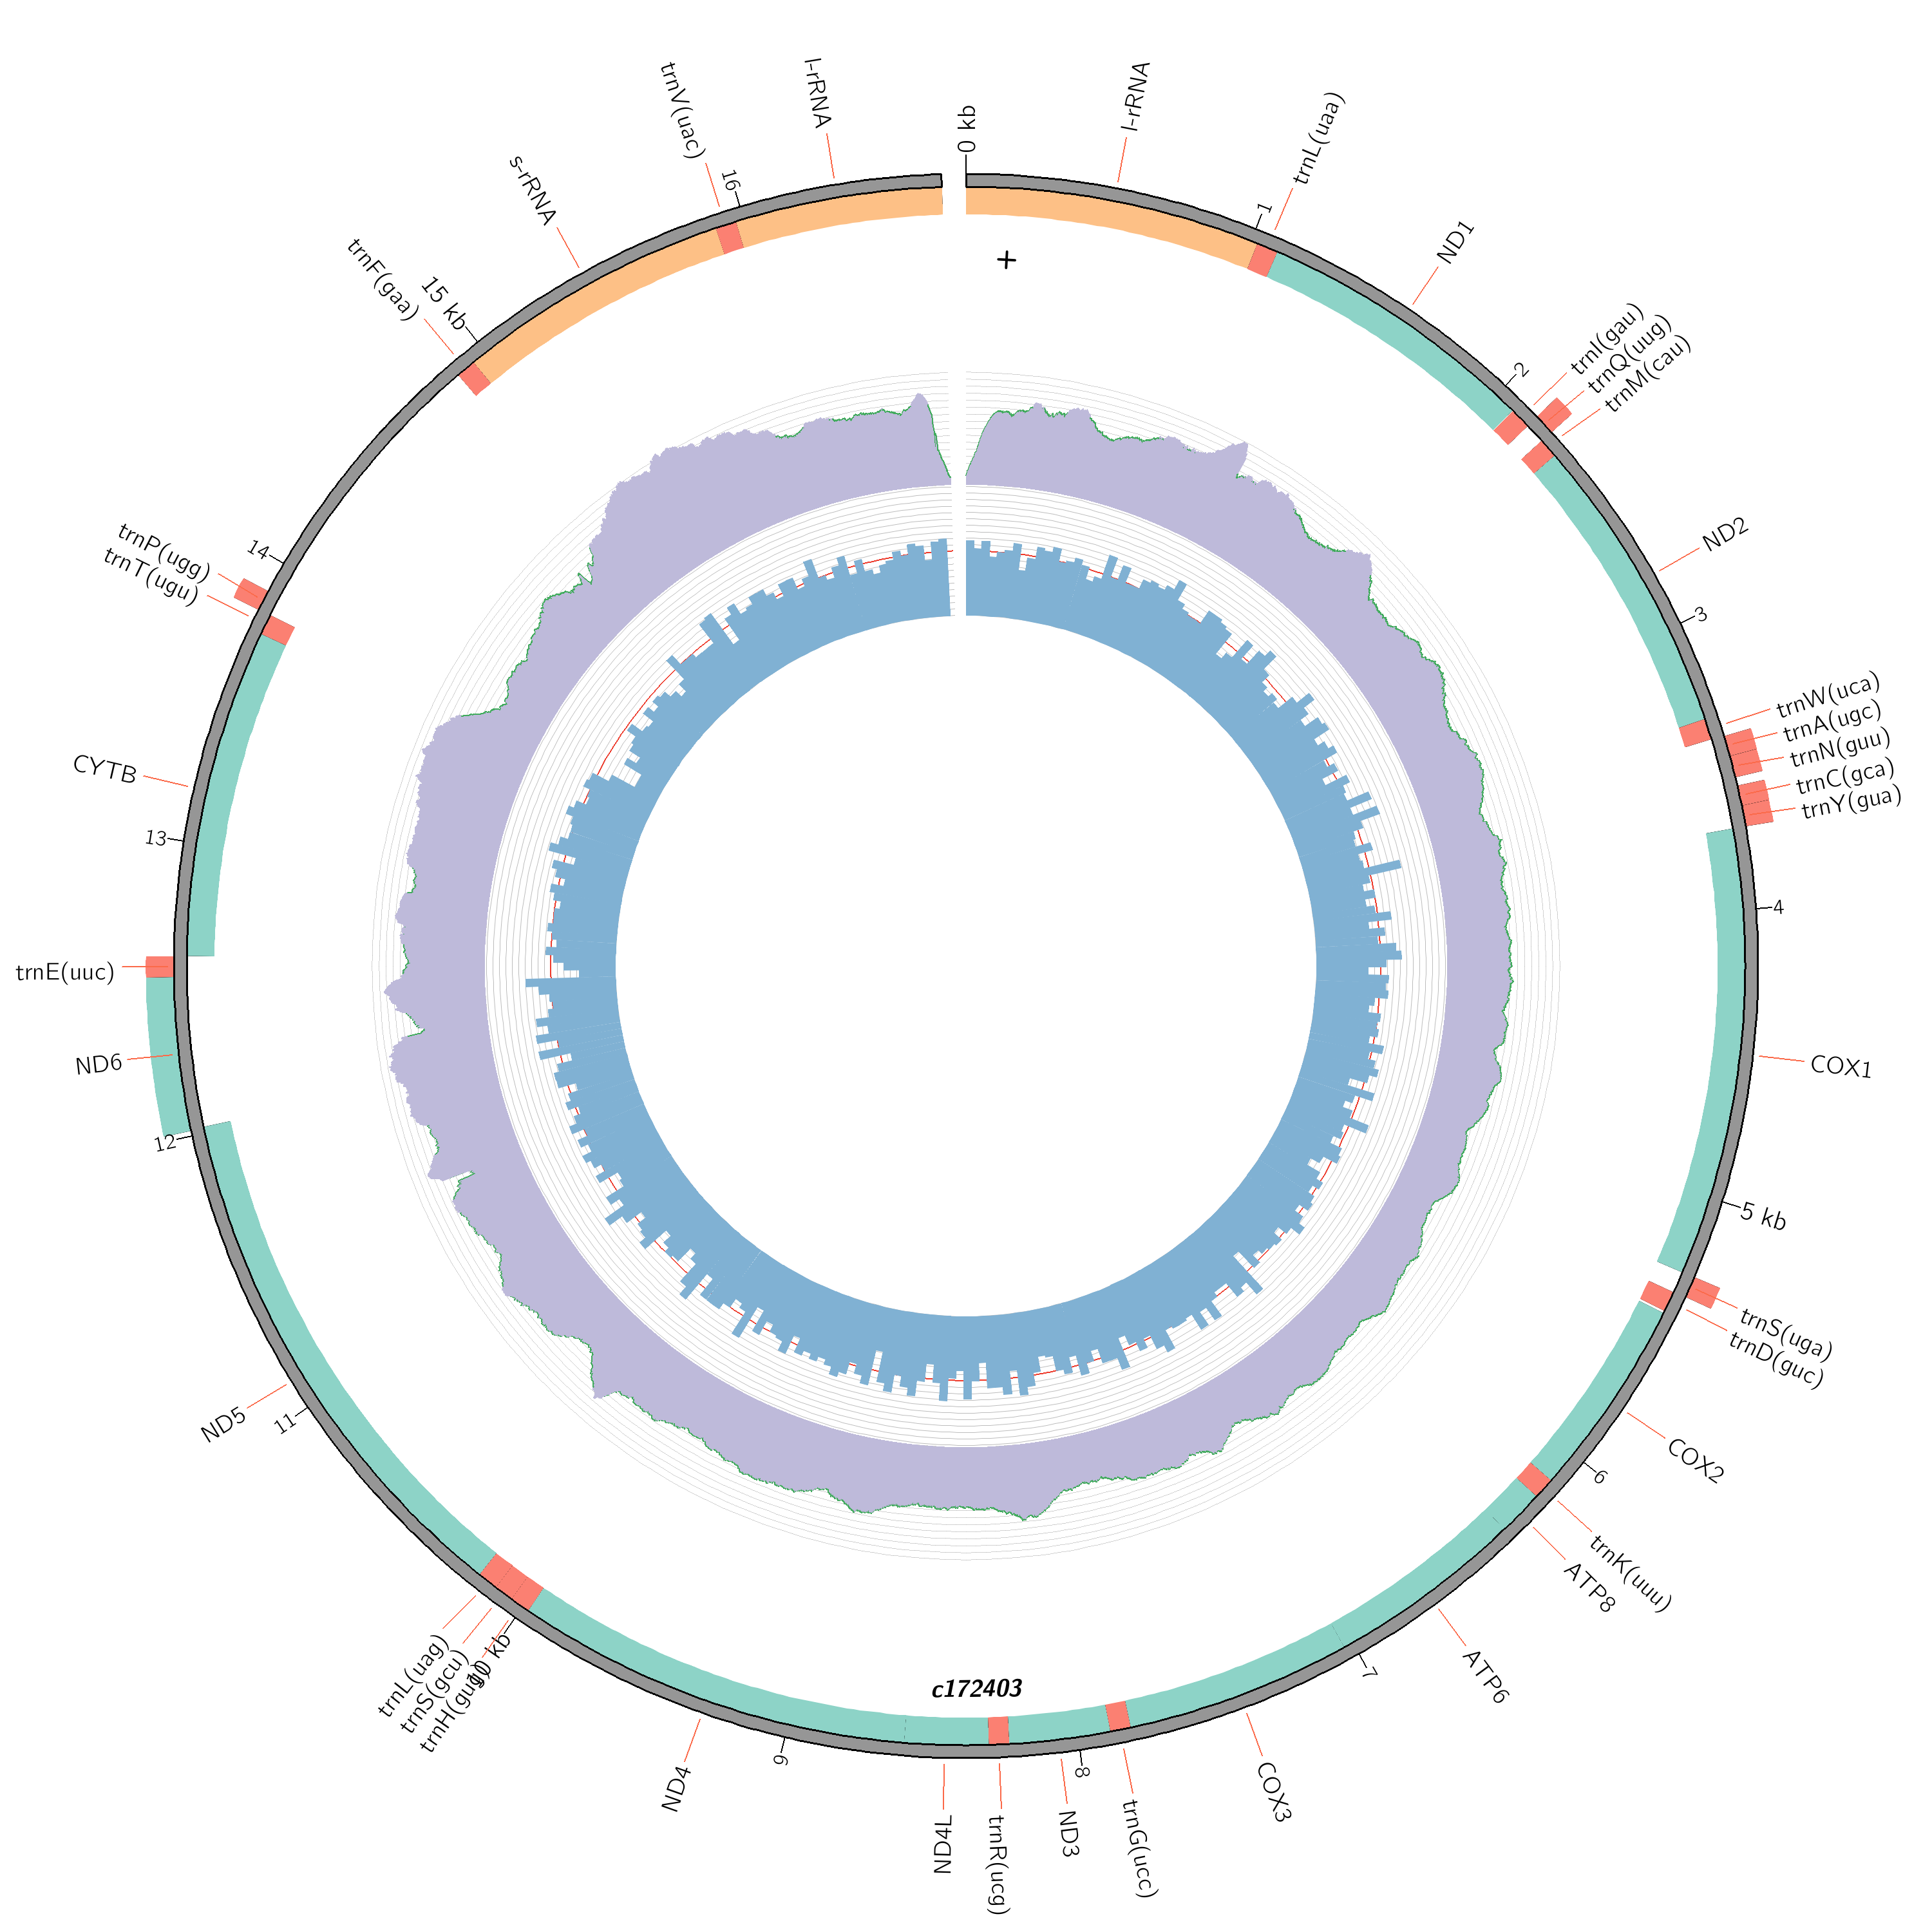 0 kb
l-rRNA
1
trnL(uaa)
ND1
2
trnI(gau)
trnQ(uug)
trnM(cau)
ND2
3
trnW(uca)
trnA(ugc)
trnN(guu)
trnC(gca)
trnY(gua)
4
COX1
5 kb
trnS(uga)
trnD(guc)
COX2
6
trnK(uuu)
ATP8
ATP6
7
COX3
trnG(ucc)
8
ND3
trnR(ucg)
ND4L
9
ND4
10 kb
trnH(gug)
trnS(gcu)
trnL(uag)
11
ND5
12
ND6
trnE(uuc)
13
CYTB
trnT(ugu)
trnP(ugg)
14
trnF(gaa)
15 kb
s-rRNA
trnV(uac)
16
l-rRNA
+
c172403